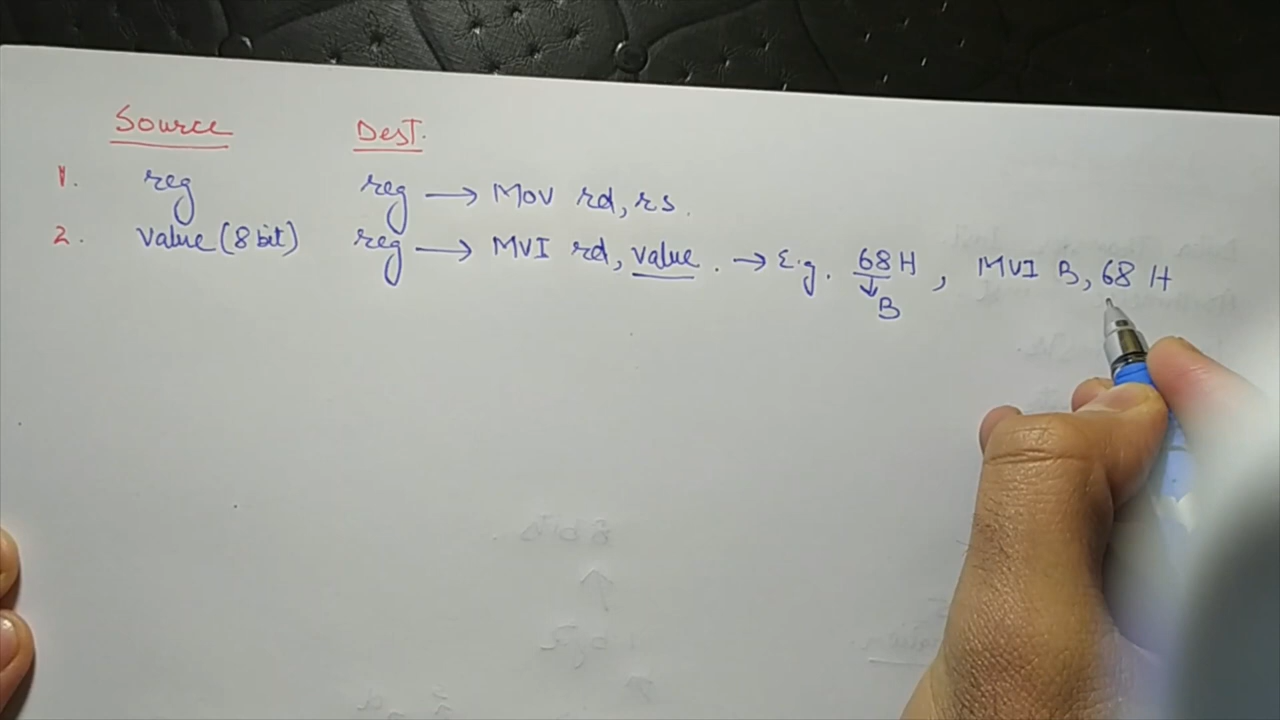 Source Dest.
1. reg reg → Mov rd, rs.
2. value (8 bit) reg → MVI rd, value. → E.g. 68 H, MVI B, 68 H
↓
B